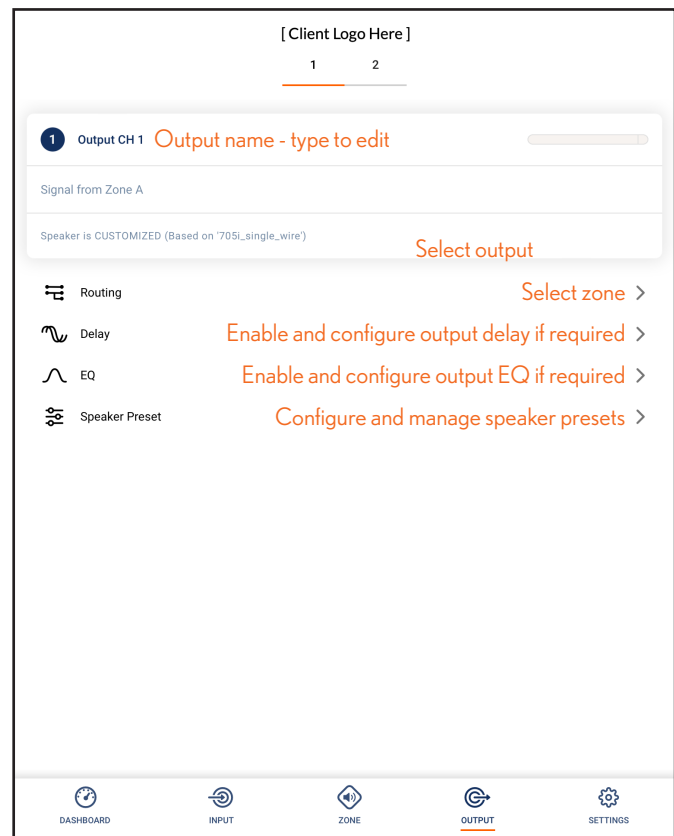 [ Client Logo Here ]
1 2
1 Output CH 1 Output name - type to edit
Signal from Zone A
Speaker is CUSTOMIZED (Based on '705i_single_wire')
Select output
Routing Select zone
Delay Enable and configure output delay if required
EQ Enable and configure output EQ if required
Speaker Preset Configure and manage speaker presets
DASHBOARD INPUT ZONE OUTPUT SETTINGS